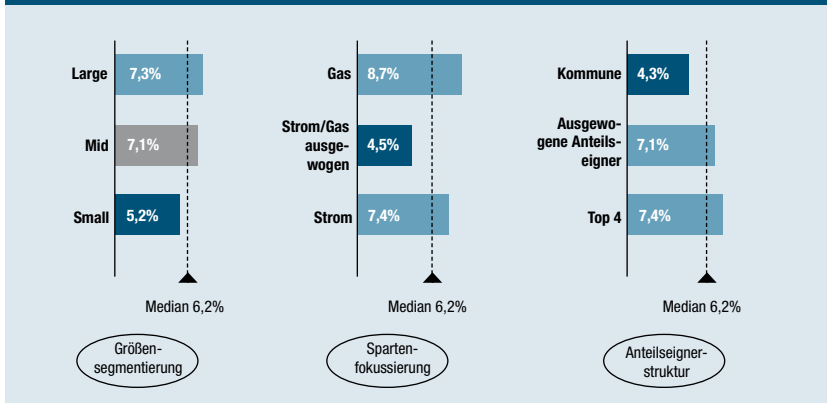 Large 7,3%
Mid 7,1%
Small 5,2%
Median 6,2%
Größen-
segmentierung
Gas 8,7%
Strom/Gas
ausge-
wogen
4,5%
Strom 7,4%
Median 6,2%
Sparten-
fokussierung
Kommune 4,3%
Ausgewo-
gene Anteils-
eigner
7,1%
Top 4 7,4%
Median 6,2%
Anteilseigner-
struktur